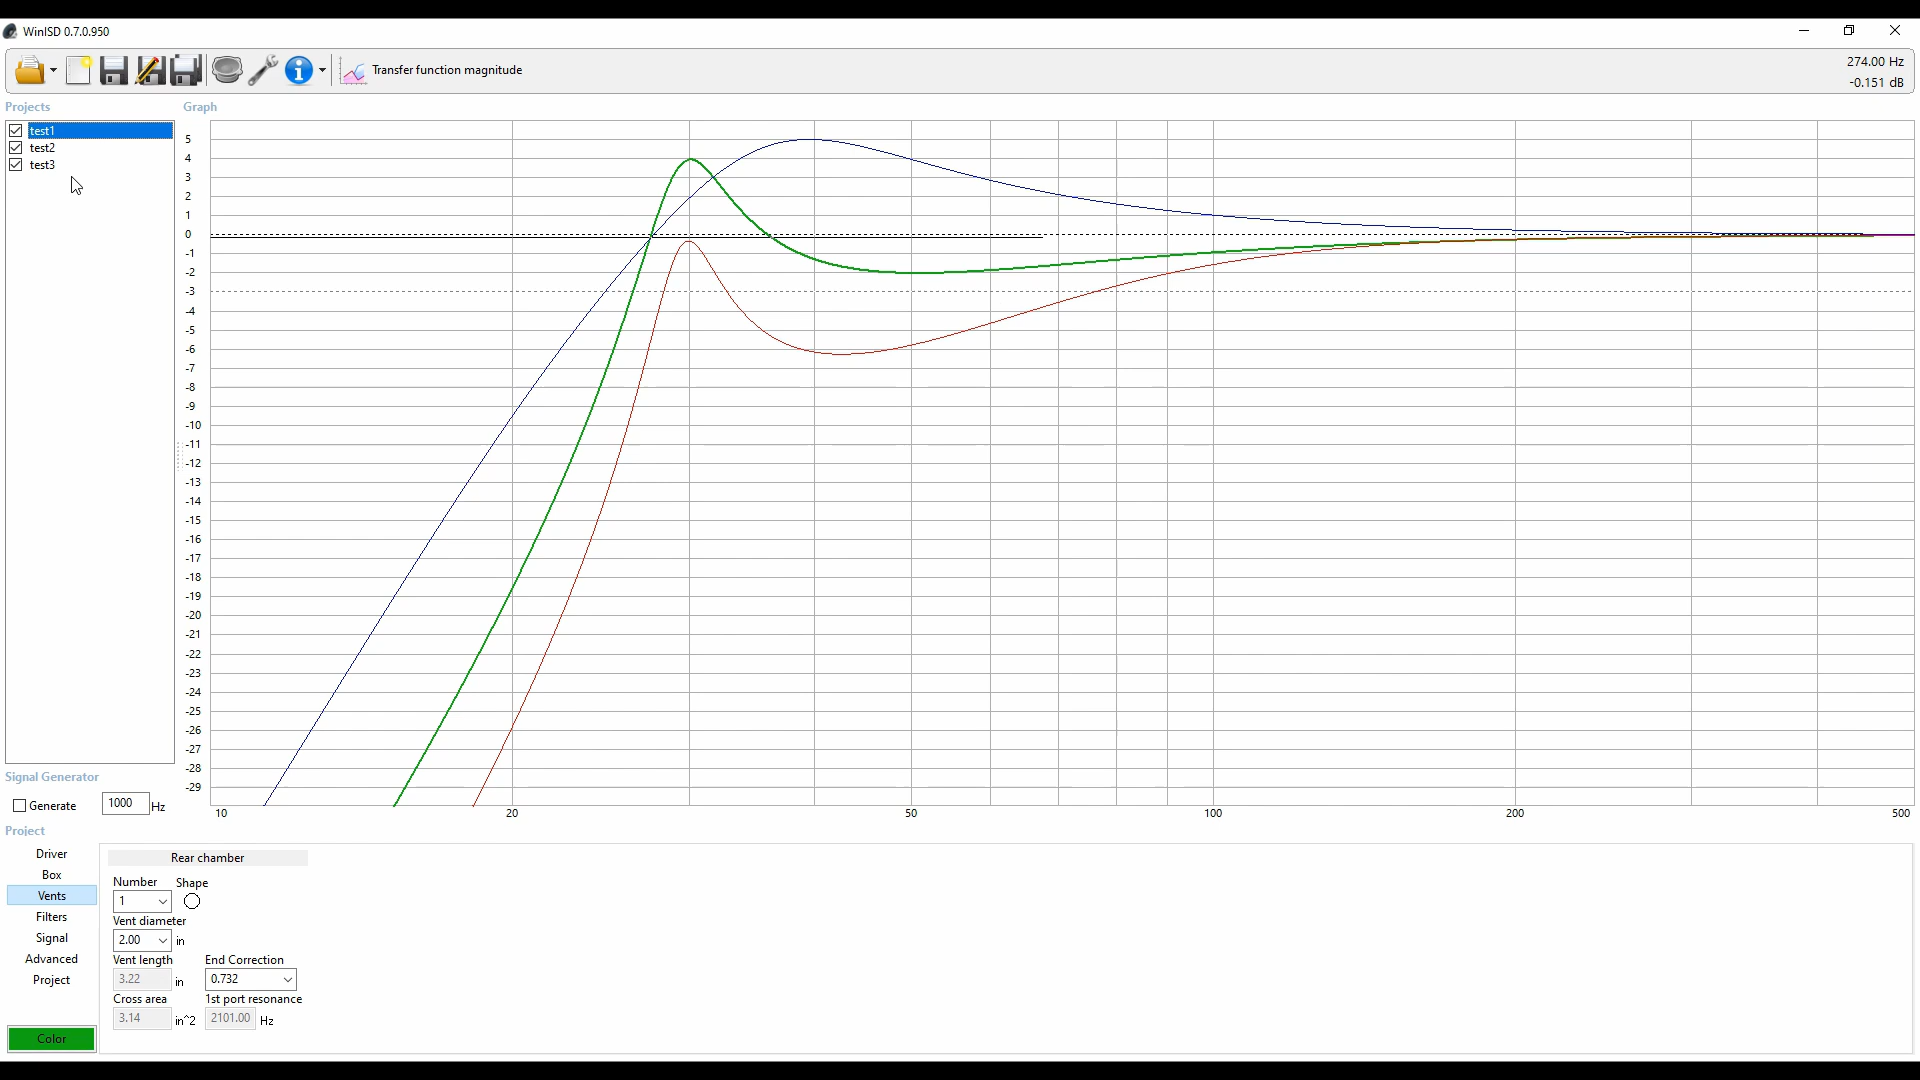 WinISD 0.7.0.950
Transfer function magnitude
274.00 Hz
-0.151 dB
Projects
Graph
test1
test2
test3
5
4
3
2
1
0
-1
-2
-3
-4
-5
-6
-7
-8
-9
-10
-11
-12
-13
-14
-15
-16
-17
-18
-19
-20
-21
-22
-23
-24
-25
-26
-27
-28
-29
10 20 50 100 200 500
Signal Generator
Generate 1000 Hz
Project
Driver
Box
Vents
Filters
Signal
Advanced
Project
Color
Rear chamber
Number Shape
1
Vent diameter
2.00 in
Vent length End Correction
3.22 in 0.732
Cross area 1st port resonance
3.14 in^2 2101.00 Hz